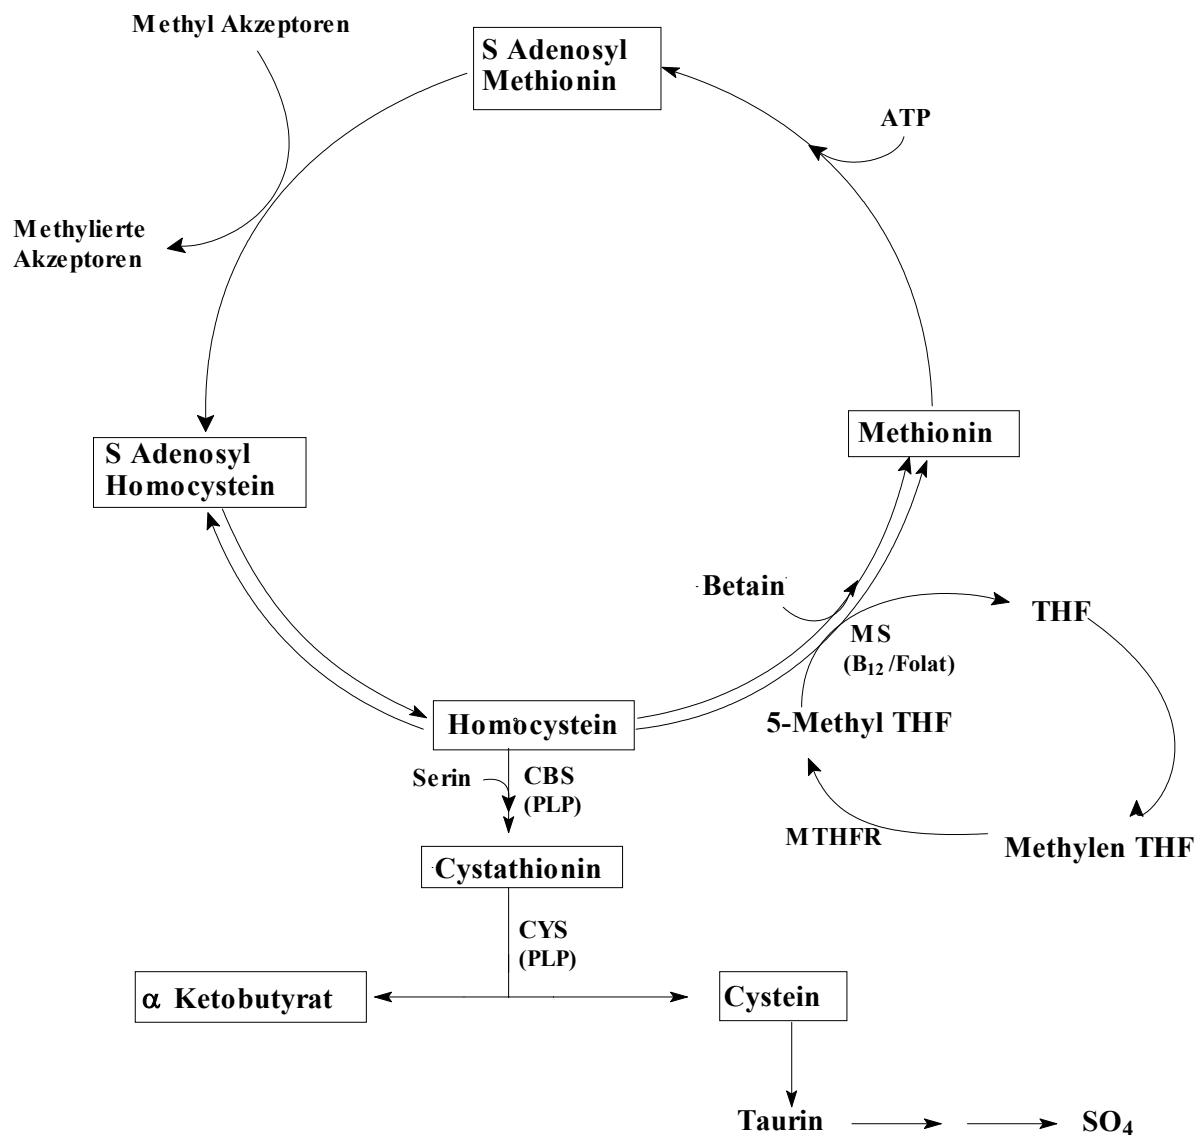 Methyl Akzeptoren
S Adenosyl
Methionin
ATP
Methylierte
Akzeptoren
Methionin
S Adenosyl
Homocystein
Betain
THF
MS
(B₁₂/Folat)
5-Methyl THF
Homocystein
Serin
CBS
(PLP)
MTHFR
Methylen THF
Cystathionin
CYS
(PLP)
α Ketobutyrat
Cystein
Taurin
SO₄